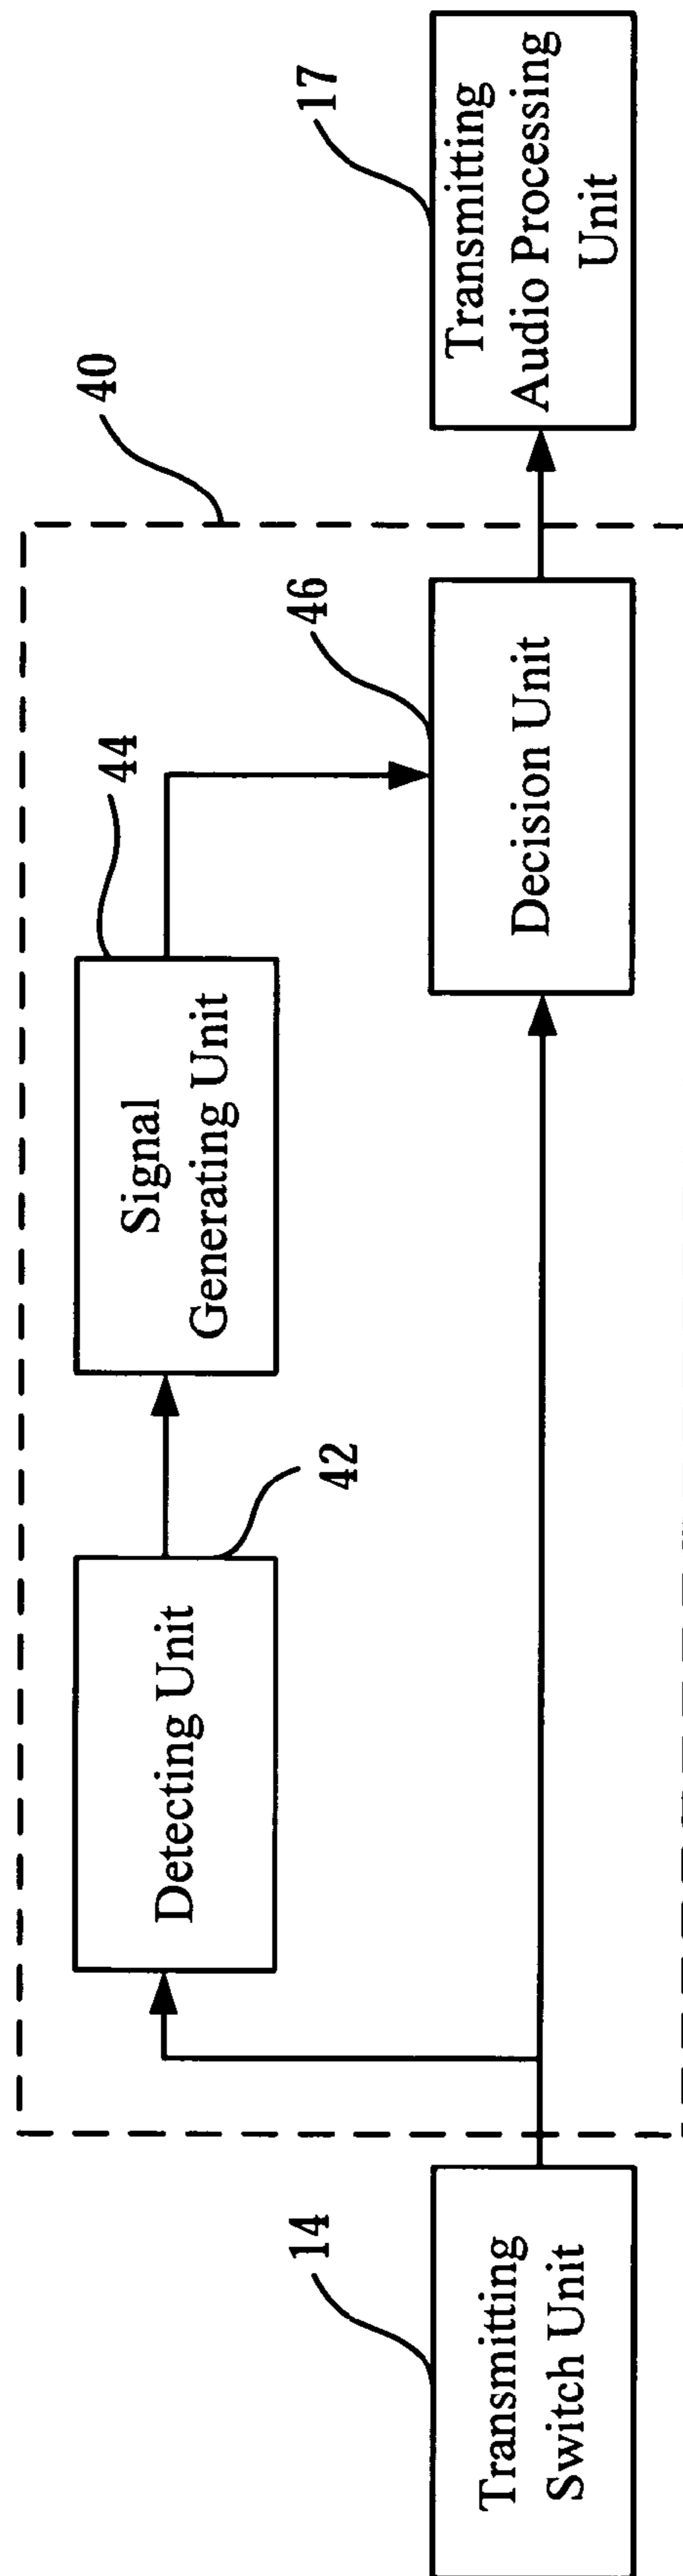 40
44
Signal
Generating Unit
42
Detecting Unit
14
Transmitting
Switch Unit
46
Decision Unit
17
Transmitting
Audio Processing
Unit